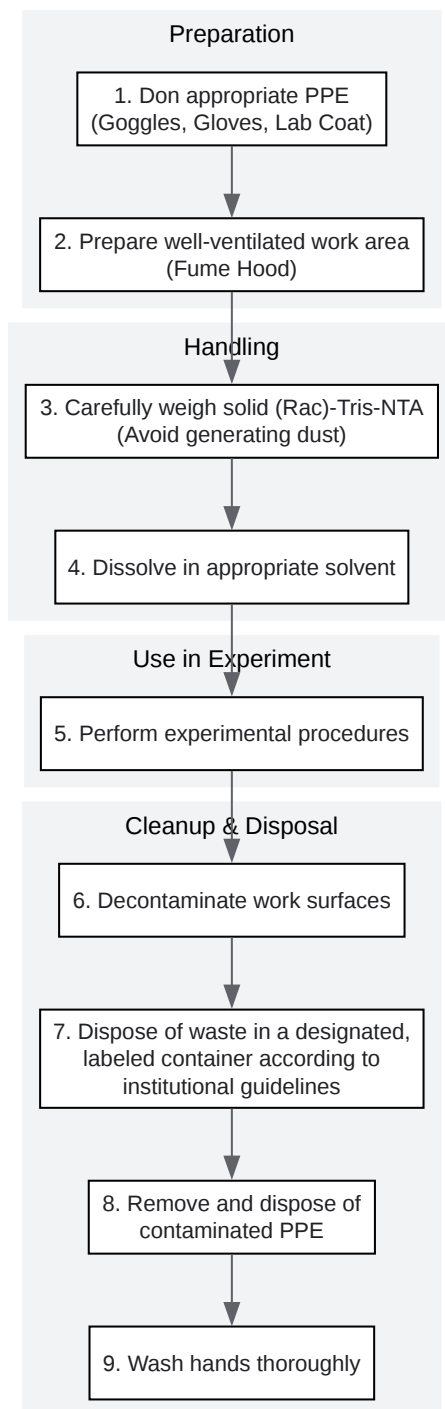 Preparation
1. Don appropriate PPE
(Goggles, Gloves, Lab Coat)
2. Prepare well-ventilated work area
(Fume Hood)
Handling
3. Carefully weigh solid (Rac)-Tris-NTA
(Avoid generating dust)
4. Dissolve in appropriate solvent
Use in Experiment
5. Perform experimental procedures
Cleanup & Disposal
6. Decontaminate work surfaces
7. Dispose of waste in a designated,
labeled container according to
institutional guidelines
8. Remove and dispose of
contaminated PPE
9. Wash hands thoroughly